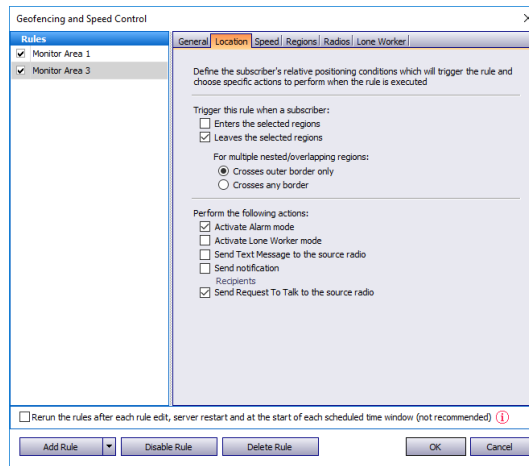 Geofencing and Speed Control
Rules
Monitor Area 1
Monitor Area 3
General Location Speed Regions Radios Lone Worker
Define the subscriber's relative positioning conditions which will trigger the rule and
choose specific actions to perform when the rule is executed
Trigger this rule when a subscriber:
Enters the selected regions
Leaves the selected regions
For multiple nested/overlapping regions:
Crosses outer border only
Crosses any border
Perform the following actions:
Activate Alarm mode
Activate Lone Worker mode
Send Text Message to the source radio
Send notification
Recipients
Send Request To Talk to the source radio
Rerun the rules after each rule edit, server restart and at the start of each scheduled time window (not recommended)
Add Rule Disable Rule Delete Rule OK Cancel